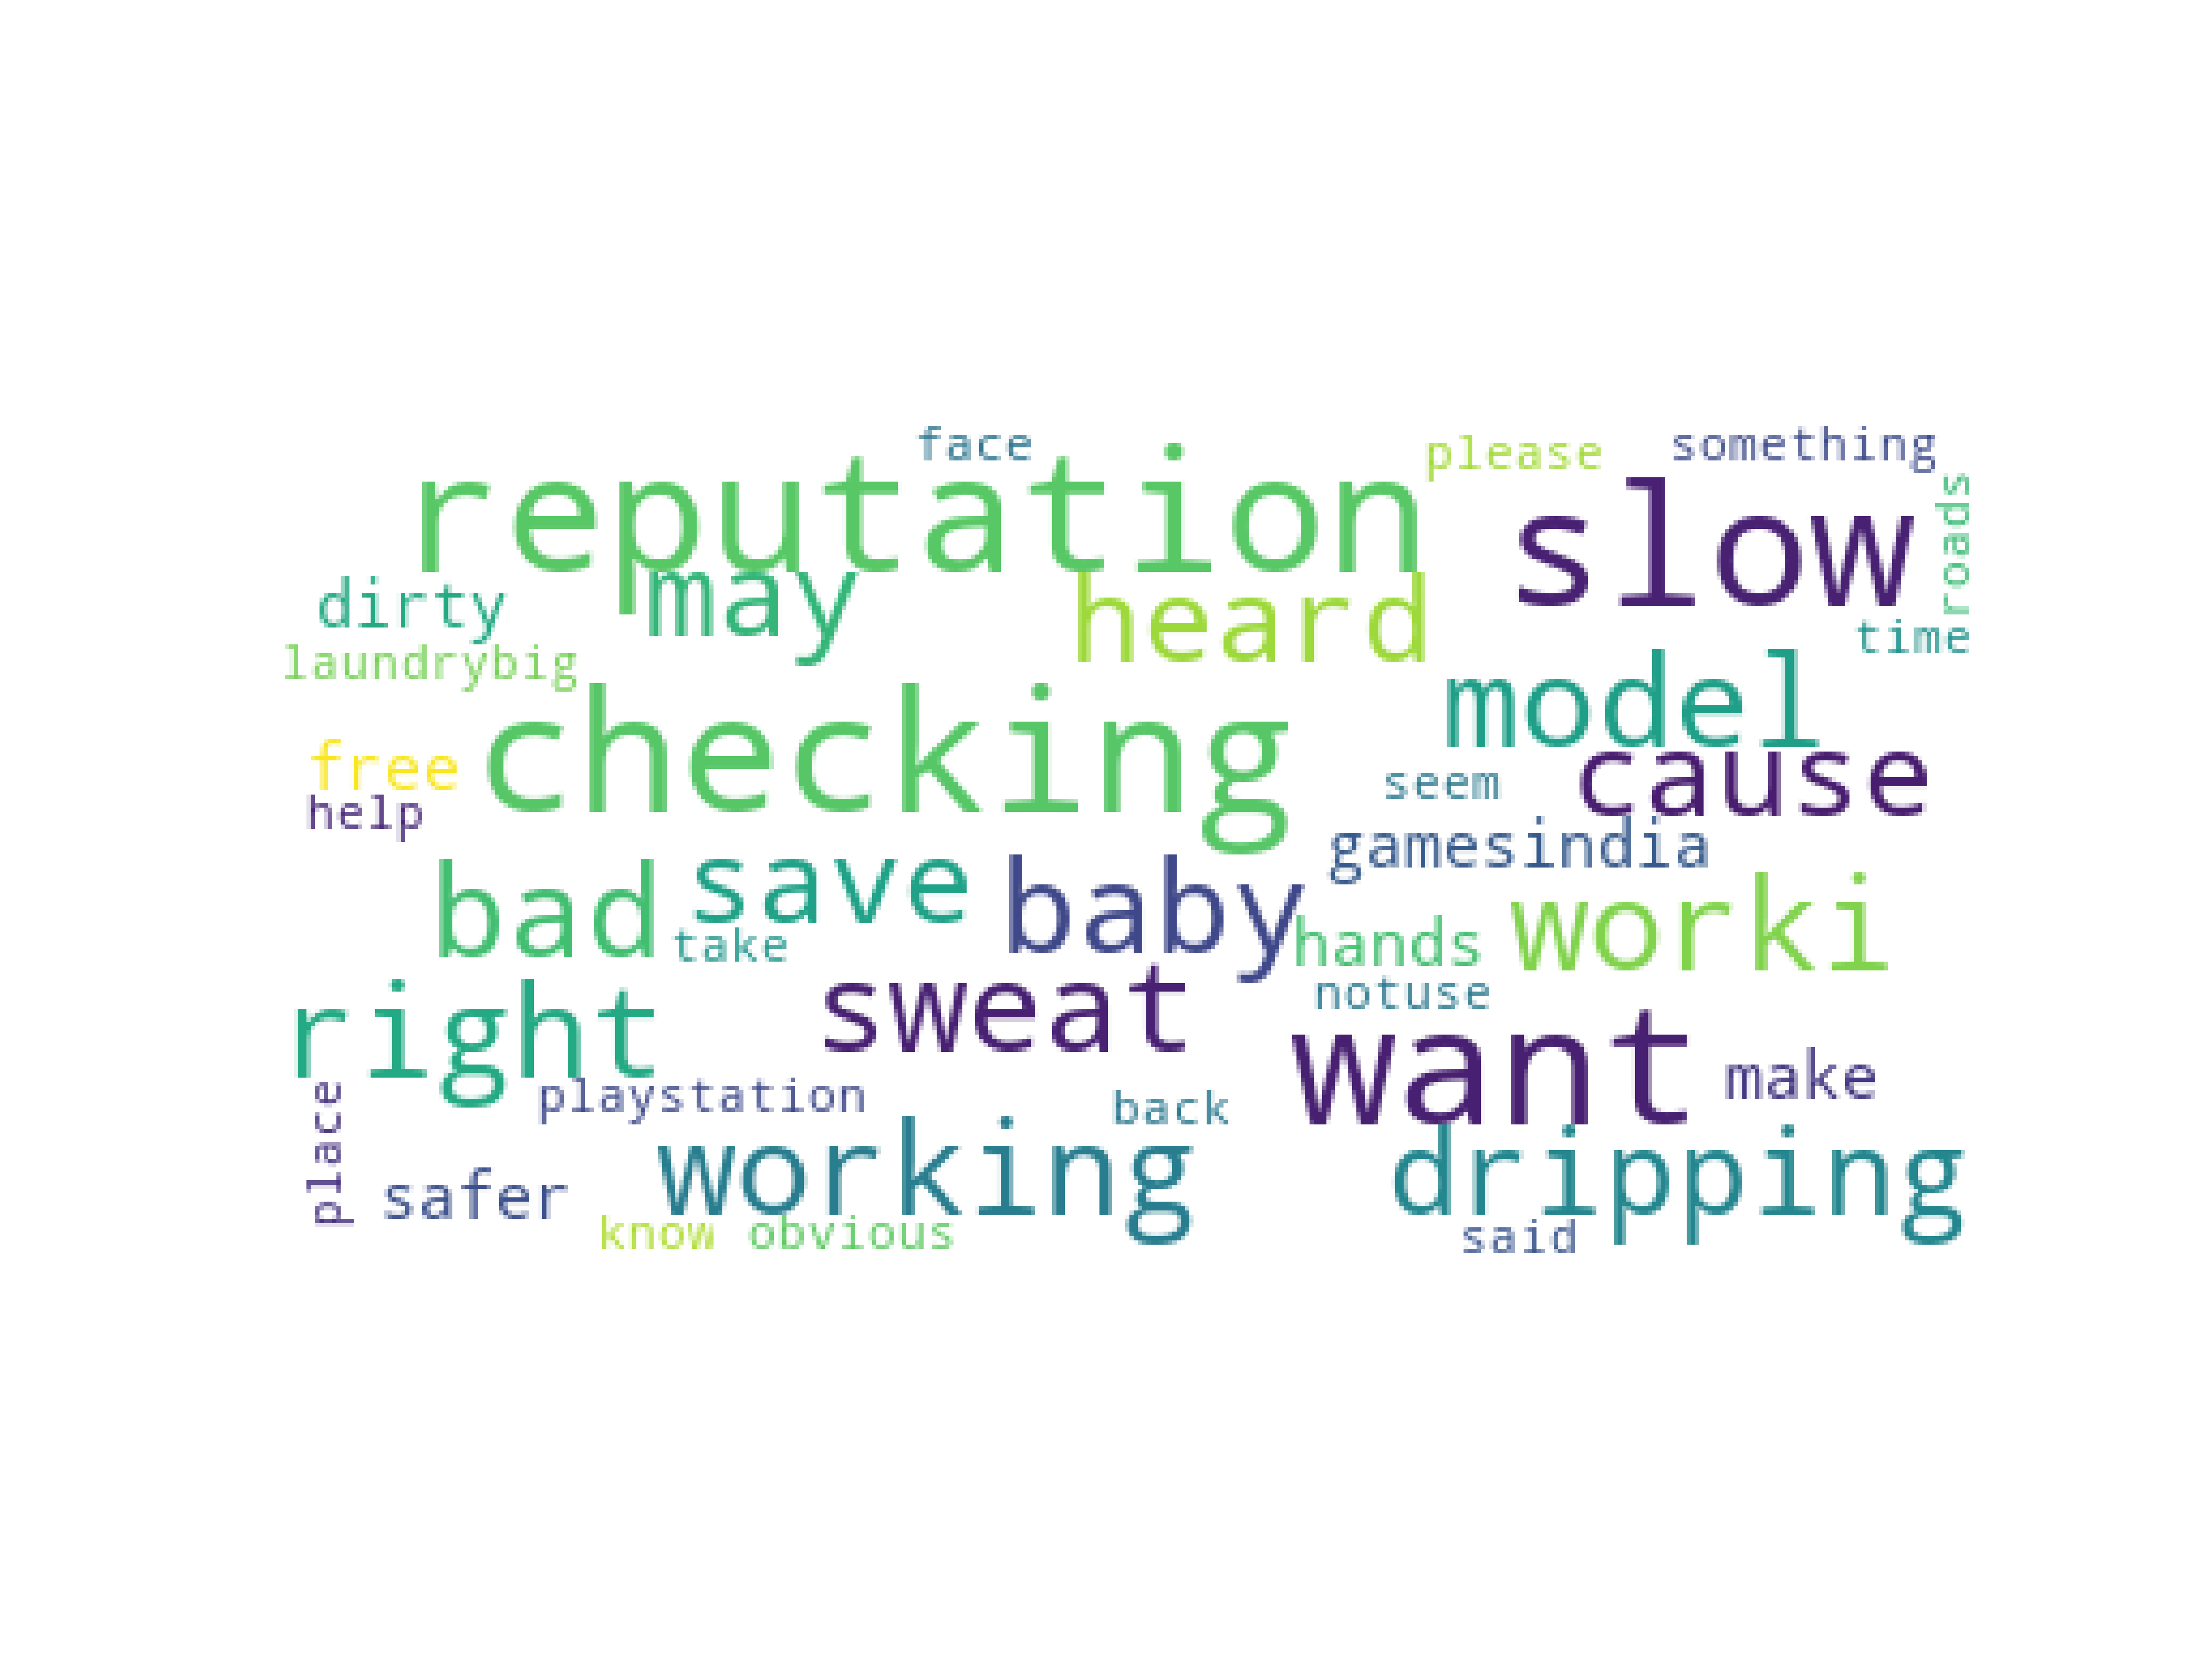 face please something
reputation slow roads
dirty may heard time
laundrybig model
checking
free seem cause
help gamesindia
bad save baby worki
take hands
right sweat notuse
want make
place playstation back
safer working dripping
know obvious said